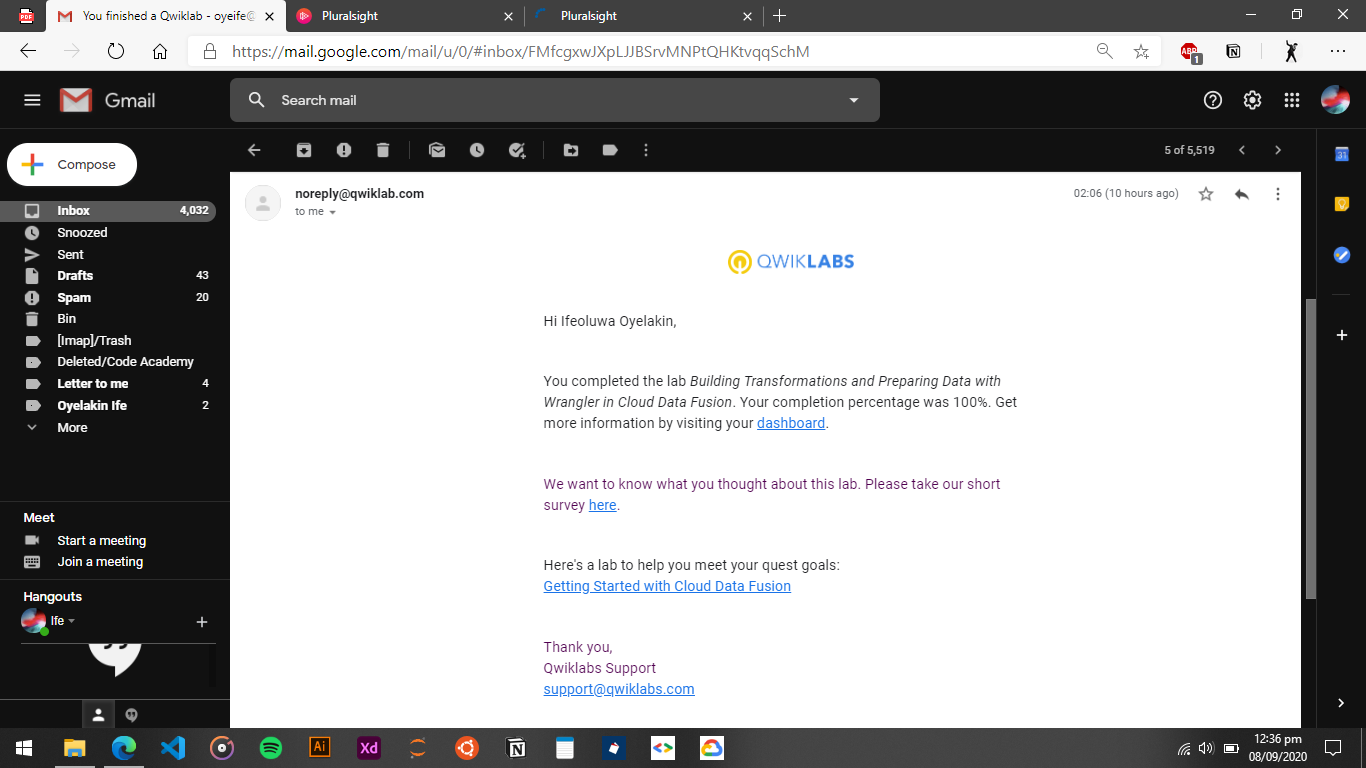 PDF
You finished a Qwiklab - oyeife@
Pluralsight
Pluralsight
https://mail.google.com/mail/u/0/#inbox/FMfcgxwJXpLJJBSrvMNPtQHKtvqqSchM
ABP
1
Gmail
Search mail
Compose
5 of 5,519
31
Inbox 4,032
Snoozed
Sent
Drafts 43
Spam 20
Bin
[Imap]/Trash
Deleted/Code Academy
Letter to me 4
Oyelakin Ife 2
More
Meet
Start a meeting
Join a meeting
Hangouts
Ife
noreply@qwiklab.com
02:06 (10 hours ago)
to me
QWIKLABS
Hi Ifeoluwa Oyelakin,
You completed the lab Building Transformations and Preparing Data with
Wrangler in Cloud Data Fusion. Your completion percentage was 100%. Get
more information by visiting your dashboard.
We want to know what you thought about this lab. Please take our short
survey here.
Here's a lab to help you meet your quest goals:
Getting Started with Cloud Data Fusion
Thank you,
Qwiklabs Support
support@qwiklabs.com
Ai
Xd
12:36 pm
08/09/2020